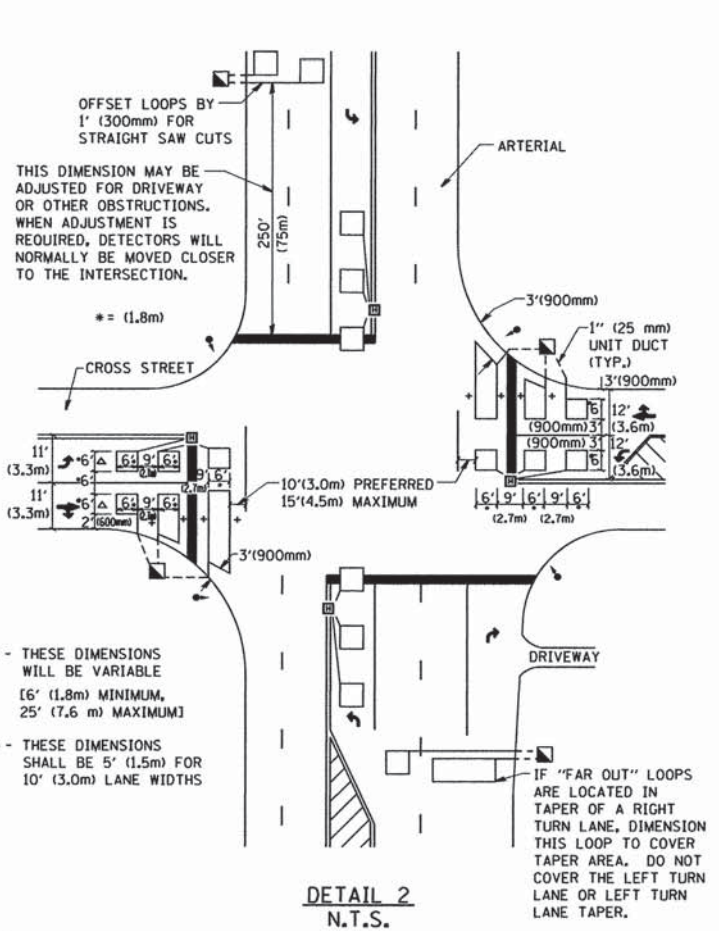 OFFSET LOOPS BY
1' (300mm) FOR
STRAIGHT SAW CUTS
THIS DIMENSION MAY BE
ADJUSTED FOR DRIVEWAY
OR OTHER OBSTRUCTIONS.
WHEN ADJUSTMENT IS
REQUIRED, DETECTORS WILL
NORMALLY BE MOVED CLOSER
TO THE INTERSECTION.
250'
(75m)
ARTERIAL
*= (1.8m)
3'(900mm)
1" (25 mm)
UNIT DUCT
(TYP.)
CROSS STREET
3'(900mm)
6'
12'
(3.6m)
(900mm) 3'
(900mm) 3'
12'
(3.6m)
6'
H
H
H
H
11'
(3.3m)
*6'
6' 9' 6'
*6'
9' 6'
(2.7m)
11'
(3.3m)
*6'
6' 9' 6'
2' (600mm)
10'(3.0m) PREFERRED
15'(4.5m) MAXIMUM
6' 9' 6' 9' 6'
(2.7m) (2.7m)
3'(900mm)
- THESE DIMENSIONS
WILL BE VARIABLE
[6' (1.8m) MINIMUM,
25' (7.6 m) MAXIMUM]
- THESE DIMENSIONS
SHALL BE 5' (1.5m) FOR
10' (3.0m) LANE WIDTHS
DRIVEWAY
IF "FAR OUT" LOOPS
ARE LOCATED IN
TAPER OF A RIGHT
TURN LANE, DIMENSION
THIS LOOP TO COVER
TAPER AREA. DO NOT
COVER THE LEFT TURN
LANE OR LEFT TURN
LANE TAPER.
DETAIL 2
N.T.S.